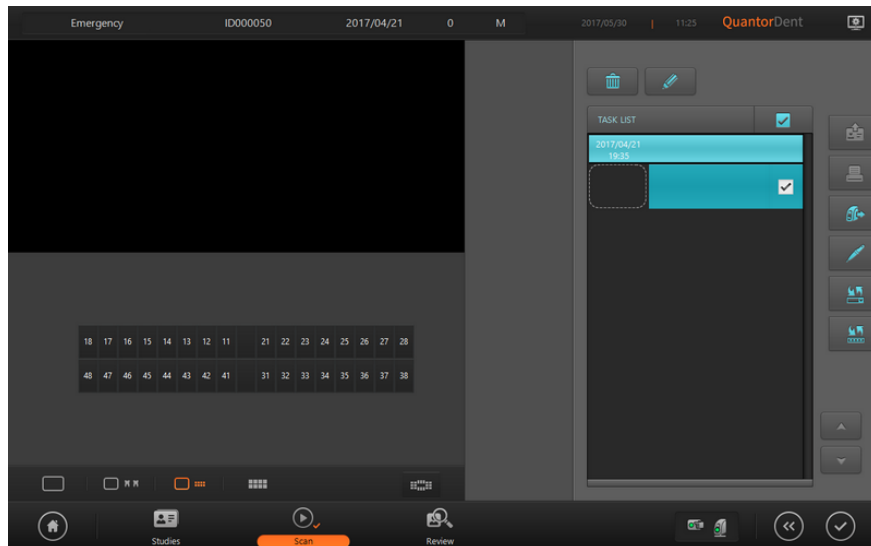 Emergency ID000050 2017/04/21 0 M 2017/05/30 | 11:25 QuantorDent
TASK LIST
2017/04/21
19:35
18 17 16 15 14 13 12 11 21 22 23 24 25 26 27 28
48 47 46 45 44 43 42 41 31 32 33 34 35 36 37 38
Studies Scan Review